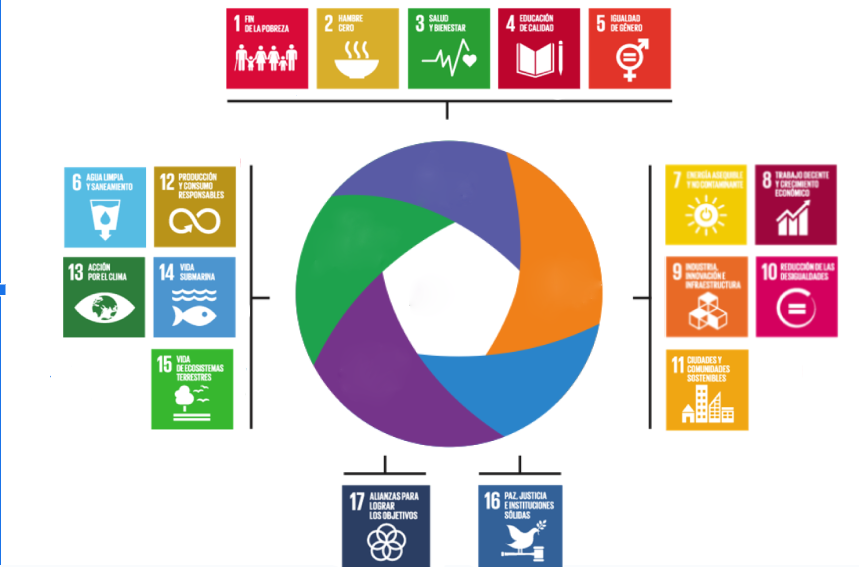 1 FIN
DE LA POBREZA
2 HAMBRE
CERO
3 SALUD
Y BIENESTAR
4 EDUCACIÓN
DE CALIDAD
5 IGUALDAD
DE GÉNERO
6 AGUA LIMPIA
Y SANEAMIENTO
12 PRODUCCIÓN
Y CONSUMO
RESPONSABLES
13 ACCIÓN
POR EL CLIMA
14 VIDA
SUBMARINA
15 VIDA
DE ECOSISTEMAS
TERRESTRES
7 ENERGÍA ASEQUIBLE
Y NO CONTAMINANTE
8 TRABAJO DECENTE
Y CRECIMIENTO
ECONÓMICO
9 INDUSTRIA,
INNOVACIÓN E
INFRAESTRUCTURA
10 REDUCCIÓN DE LAS
DESIGUALDADES
11 CIUDADES Y
COMUNIDADES
SOSTENIBLES
17 ALIANZAS PARA
LOGRAR
LOS OBJETIVOS
16 PAZ, JUSTICIA
E INSTITUCIONES
SÓLIDAS